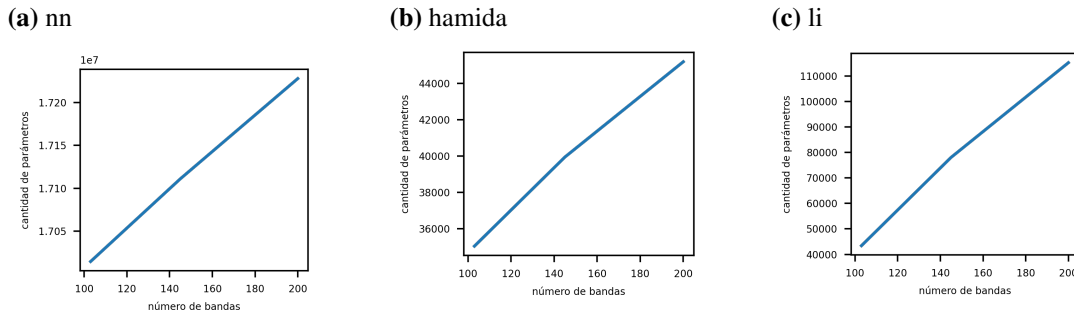 (a) nn
1e7
1.720
1.715
1.710
1.705
cantidad de parámetros
100 120 140 160 180 200
número de bandas
(b) hamida
44000
42000
40000
38000
36000
cantidad de parámetros
100 120 140 160 180 200
número de bandas
(c) li
110000
100000
90000
80000
70000
60000
50000
40000
cantidad de parámetros
100 120 140 160 180 200
número de bandas